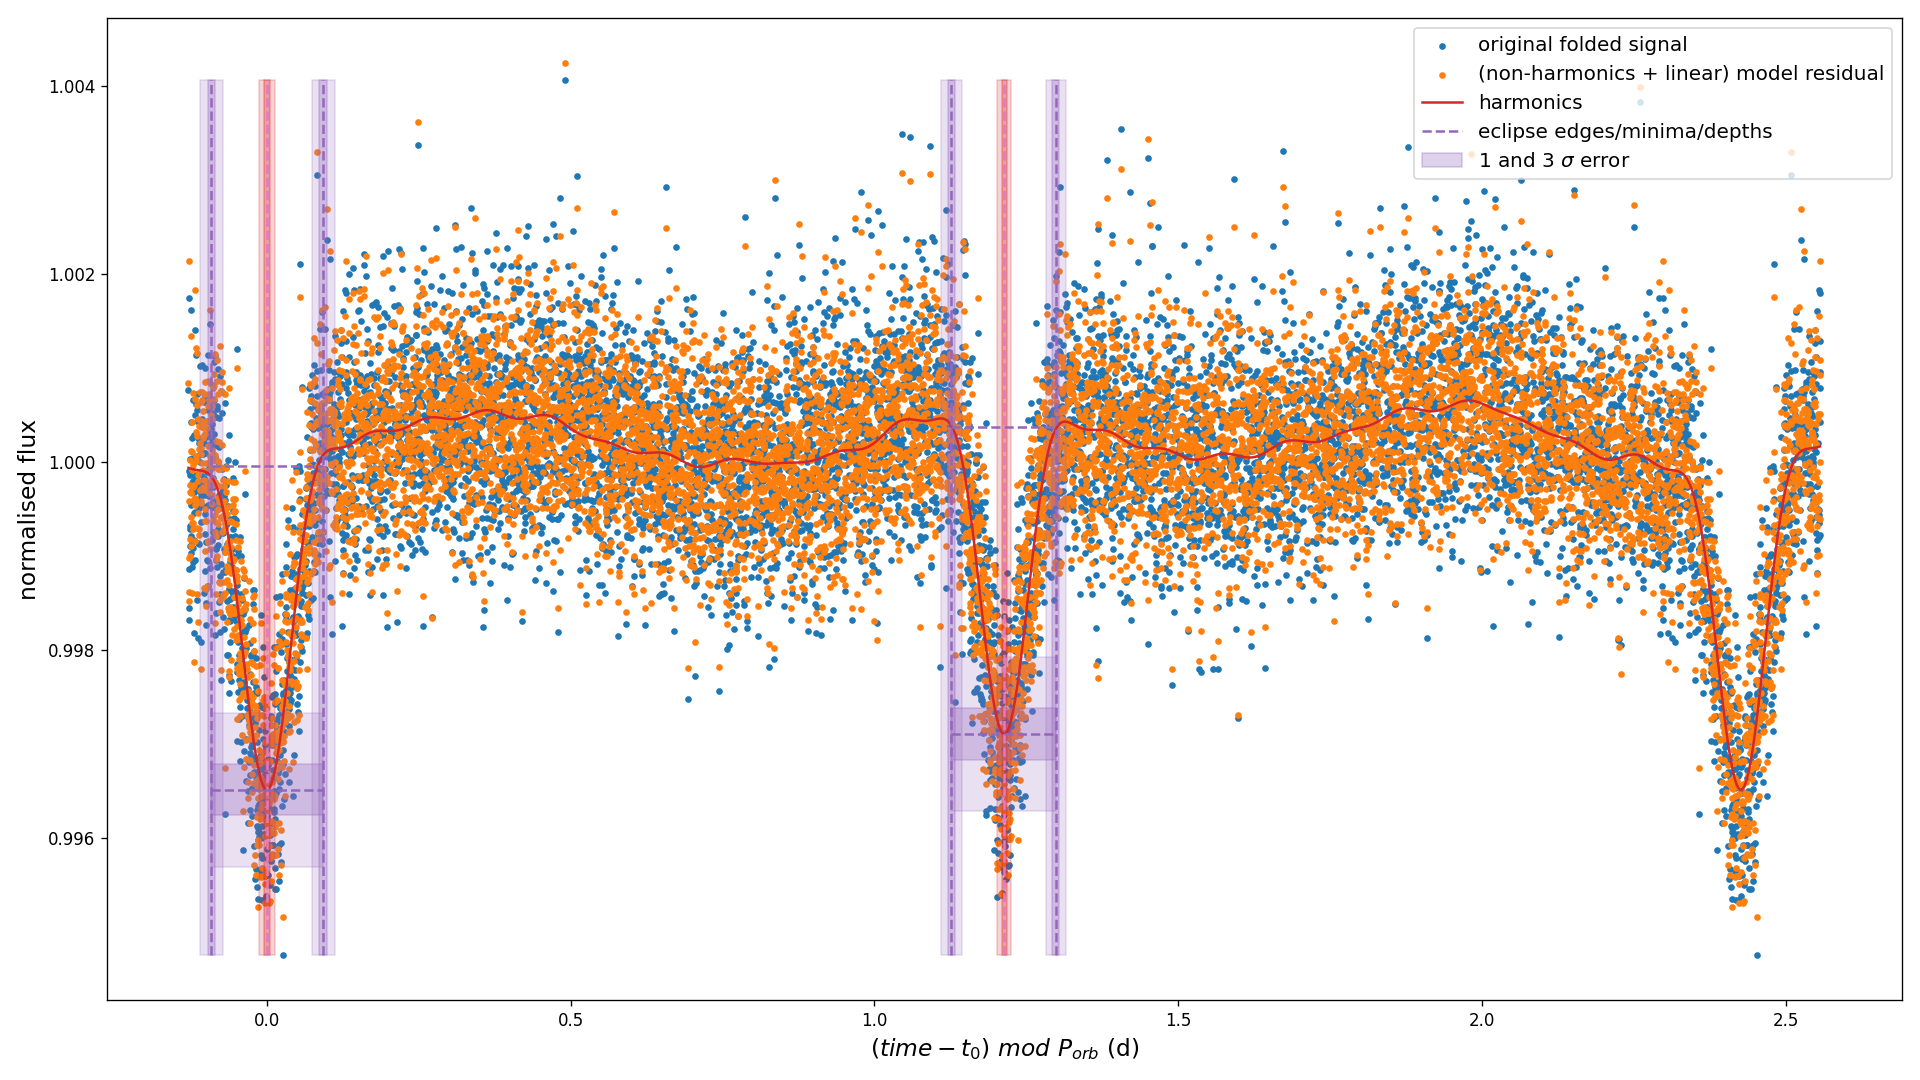 original folded signal
(non-harmonics + linear) model residual
harmonics
eclipse edges/minima/depths
1 and 3 σ error
normalised flux
1.004
1.002
1.000
0.998
0.996
0.0 0.5 1.0 1.5 2.0 2.5
(time − t₀) mod P_orb (d)